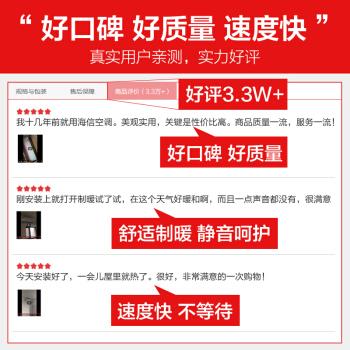 “ 好口碑 好质量 速度快 ”
真实用户亲测，实力好评
规格与包装 售后保障 商品评价（3.3万+）
好评3.3W+
我十几年前就用海信空调。美观实用，关键是性价比高。商品质量一流，服务一流！
好口碑 好质量
刚安装上就打开制暖试了试，在这个天气好暖和啊，而且一点声音都没有，很满意
舒适制暖 静音呵护
今天安装好了，一会儿屋里就热了。很好，非常满意的一次购物！
速度快 不等待